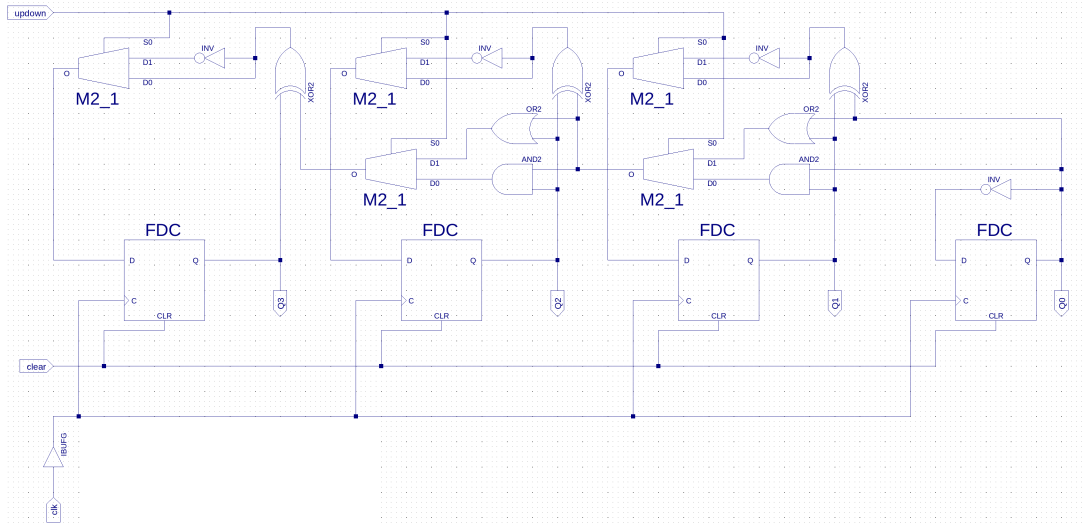 updown
S0
INV
D1
O
D0
M2_1
XOR2
S0
INV
D1
O
D0
M2_1
XOR2
S0
INV
D1
O
D0
M2_1
XOR2
OR2
S0
D1
AND2
O
D0
M2_1
OR2
S0
D1
AND2
O
D0
M2_1
INV
FDC
D
Q
C
CLR
Q3
FDC
D
Q
C
CLR
Q2
FDC
D
Q
C
CLR
Q1
FDC
D
Q
C
CLR
Q0
clear
IBUFG
clk